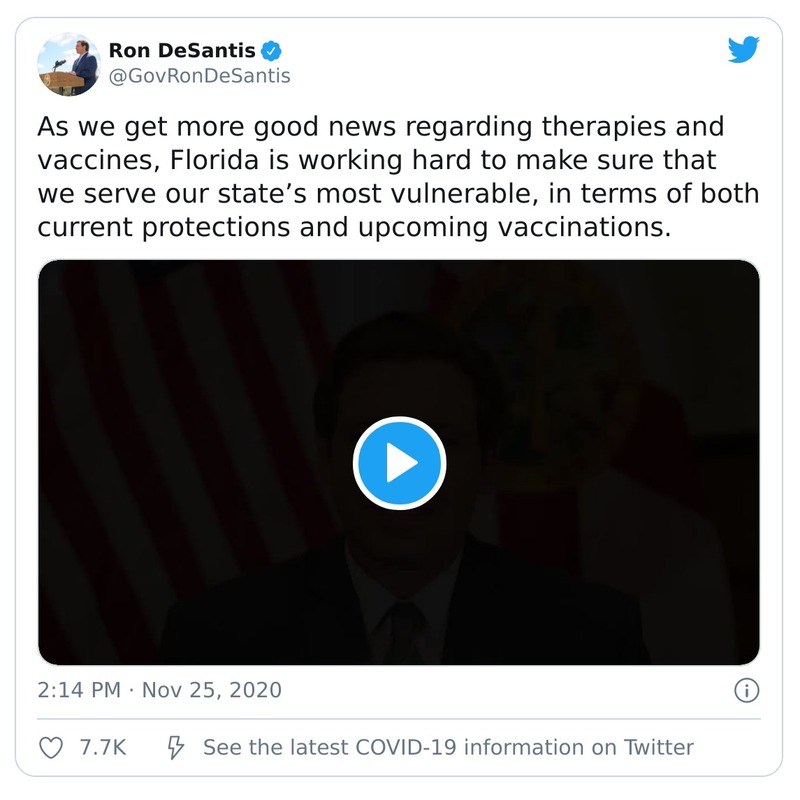 Ron DeSantis
@GovRonDeSantis
As we get more good news regarding therapies and
vaccines, Florida is working hard to make sure that
we serve our state’s most vulnerable, in terms of both
current protections and upcoming vaccinations.
2:14 PM · Nov 25, 2020
7.7K See the latest COVID-19 information on Twitter